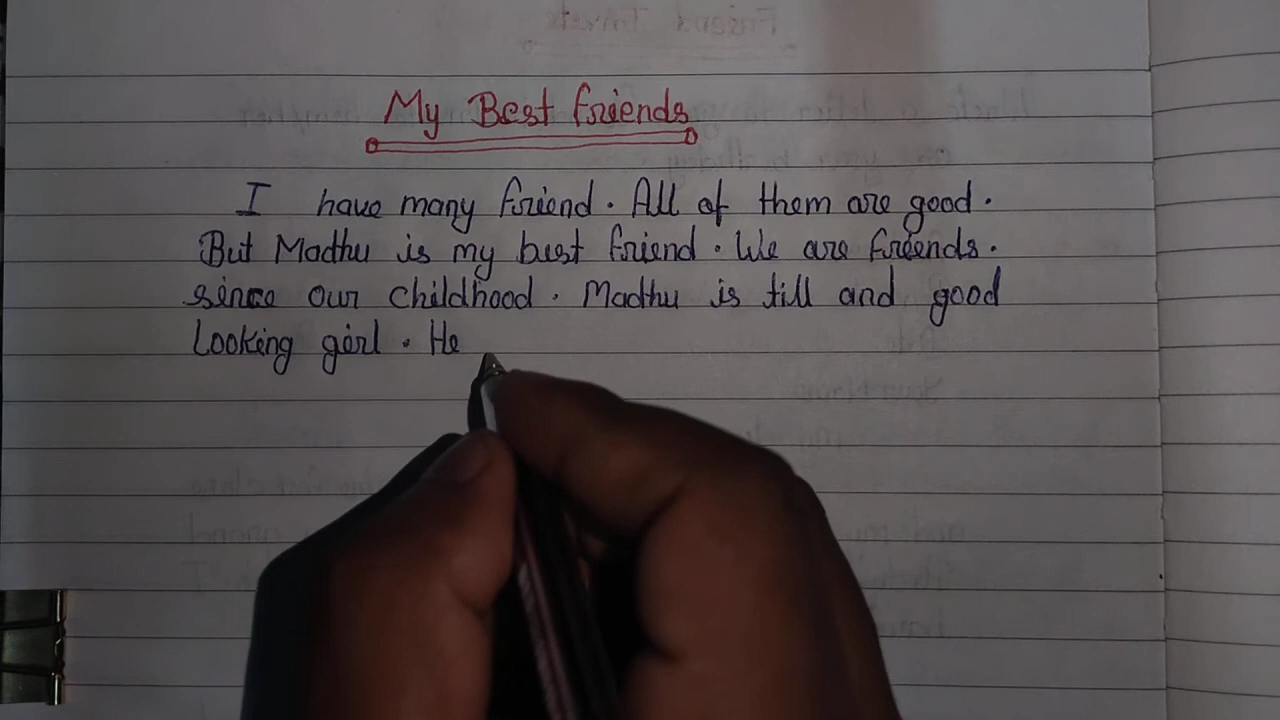 My Best friends
I have many friend. All of them are good.
But Madhu is my best friend. We are friends.
since our childhood. Madhu is till and good
Looking girl. He